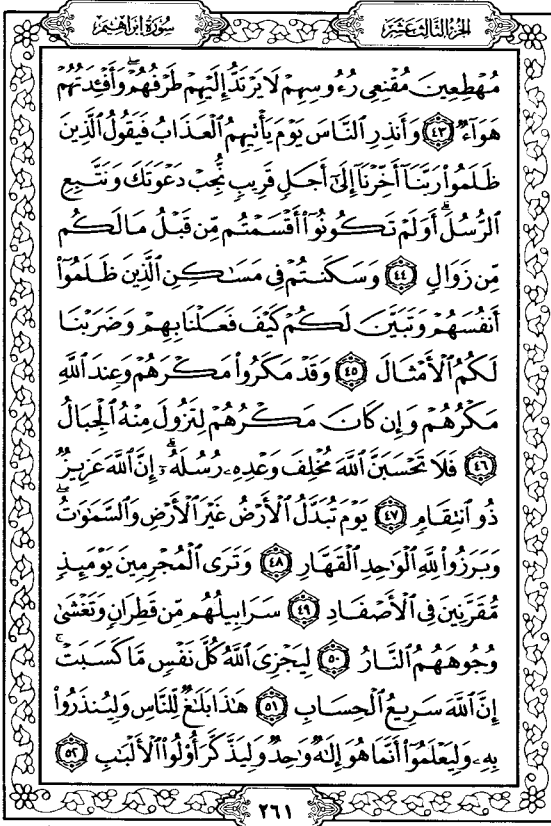 الجزء الثالث عشر
سورة إبراهيم
مُهْطِعِينَ مُقْنِعِى رُءُوسِهِمْ لَا يَرْتَدُّ إِلَيْهِمْ طَرْفُهُمْ ۖ وَأَفْـِٔدَتُهُمْ
هَوَآءٌ ﴿٤٣﴾ وَأَنذِرِ ٱلنَّاسَ يَوْمَ يَأْتِيهِمُ ٱلْعَذَابُ فَيَقُولُ ٱلَّذِينَ
ظَلَمُوا۟ رَبَّنَآ أَخِّرْنَآ إِلَىٰٓ أَجَلٍ قَرِيبٍ نُّجِبْ دَعْوَتَكَ وَنَتَّبِعِ
ٱلرُّسُلَ ۗ أَوَلَمْ تَكُونُوٓا۟ أَقْسَمْتُم مِّن قَبْلُ مَا لَكُم
مِّن زَوَالٍ ﴿٤٤﴾ وَسَكَنتُمْ فِى مَسَـٰكِنِ ٱلَّذِينَ ظَلَمُوٓا۟
أَنفُسَهُمْ وَتَبَيَّنَ لَكُمْ كَيْفَ فَعَلْنَا بِهِمْ وَضَرَبْنَا
لَكُمُ ٱلْأَمْثَالَ ﴿٤٥﴾ وَقَدْ مَكَرُوا۟ مَكْرَهُمْ وَعِندَ ٱللَّهِ
مَكْرُهُمْ وَإِن كَانَ مَكْرُهُمْ لِتَزُولَ مِنْهُ ٱلْجِبَالُ
﴿٤٦﴾ فَلَا تَحْسَبَنَّ ٱللَّهَ مُخْلِفَ وَعْدِهِۦ رُسُلَهُۥٓ ۗ إِنَّ ٱللَّهَ عَزِيزٌ
ذُو ٱنتِقَامٍ ﴿٤٧﴾ يَوْمَ تُبَدَّلُ ٱلْأَرْضُ غَيْرَ ٱلْأَرْضِ وَٱلسَّمَـٰوَٰتُ ۖ
وَبَرَزُوا۟ لِلَّهِ ٱلْوَٰحِدِ ٱلْقَهَّارِ ﴿٤٨﴾ وَتَرَى ٱلْمُجْرِمِينَ يَوْمَئِذٍ
مُّقَرَّنِينَ فِى ٱلْأَصْفَادِ ﴿٤٩﴾ سَرَابِيلُهُم مِّن قَطِرَانٍ وَتَغْشَىٰ
وُجُوهَهُمُ ٱلنَّارُ ﴿٥٠﴾ لِيَجْزِىَ ٱللَّهُ كُلَّ نَفْسٍ مَّا كَسَبَتْ ۚ
إِنَّ ٱللَّهَ سَرِيعُ ٱلْحِسَابِ ﴿٥١﴾ هَـٰذَا بَلَـٰغٌ لِّلنَّاسِ وَلِيُنذَرُوا۟
بِهِۦ وَلِيَعْلَمُوٓا۟ أَنَّمَا هُوَ إِلَـٰهٌ وَٰحِدٌ وَلِيَذَّكَّرَ أُو۟لُوا۟ ٱلْأَلْبَـٰبِ ﴿٥٢﴾
٢٦١